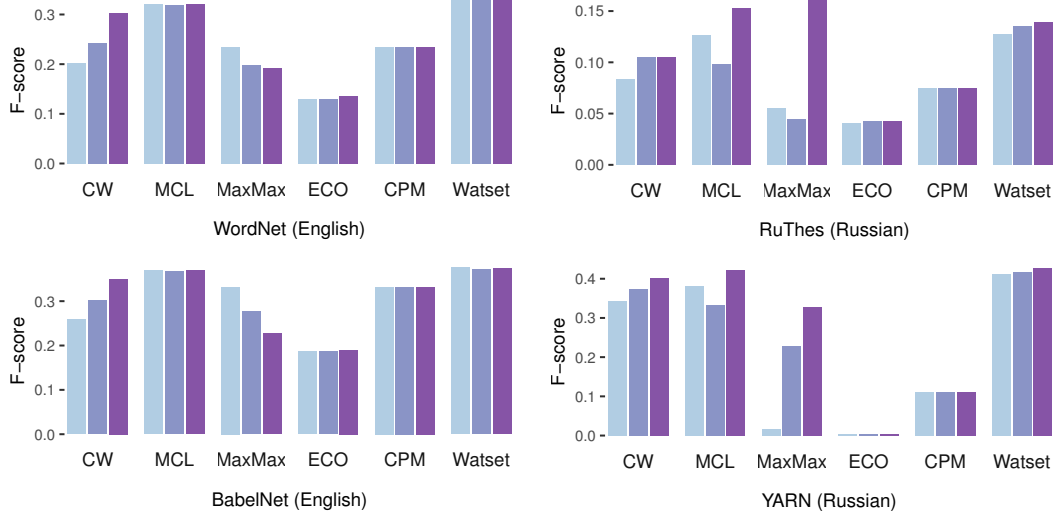 F-score
0.3
0.2
0.1
0.0
CW MCL MaxMax ECO CPM Watset
WordNet (English)
F-score
0.15
0.10
0.05
0.00
CW MCL MaxMax ECO CPM Watset
RuThes (Russian)
F-score
0.3
0.2
0.1
0.0
CW MCL MaxMax ECO CPM Watset
BabelNet (English)
F-score
0.4
0.3
0.2
0.1
0.0
CW MCL MaxMax ECO CPM Watset
YARN (Russian)